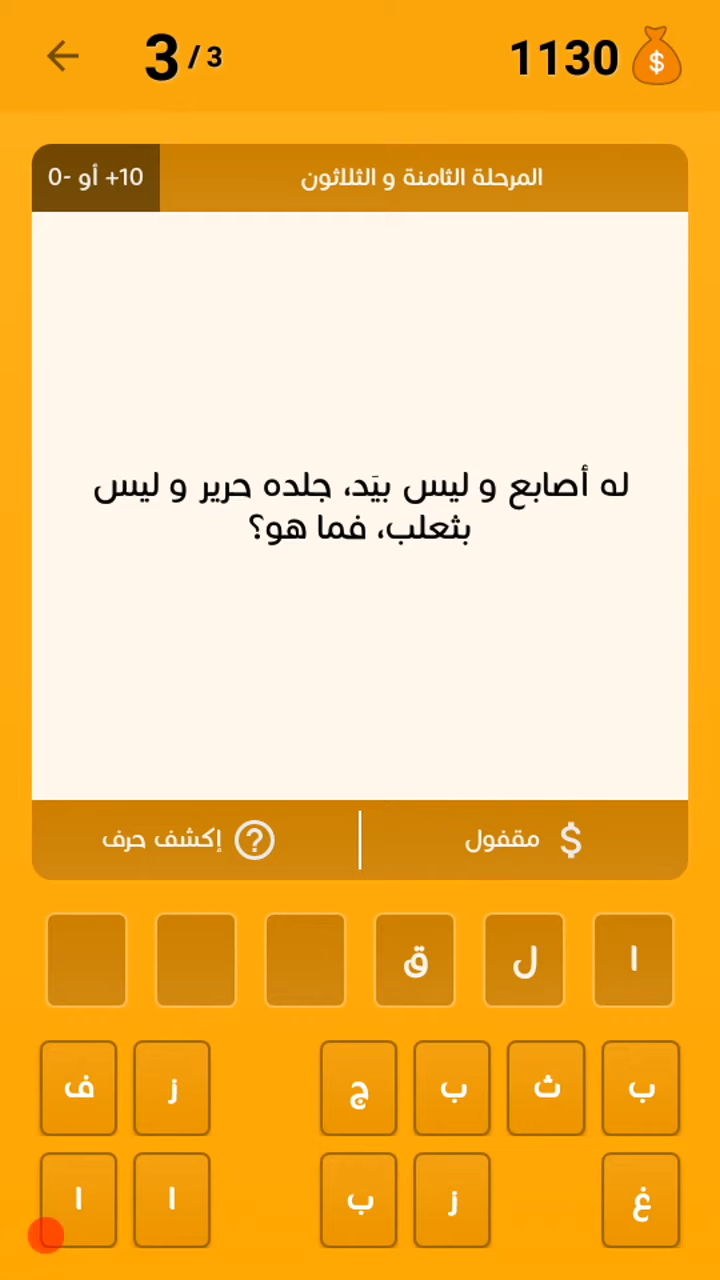 3 / 3
1130 $
المرحلة الثامنة و الثلاثون
10+ أو -0
له أصابع و ليس بيَد، جلده حرير و ليس
بثعلب، فما هو؟
$ مقفول
? إكشف حرف
ا ل ق
ب ث ب ج ز ف
غ ز ب ا ا